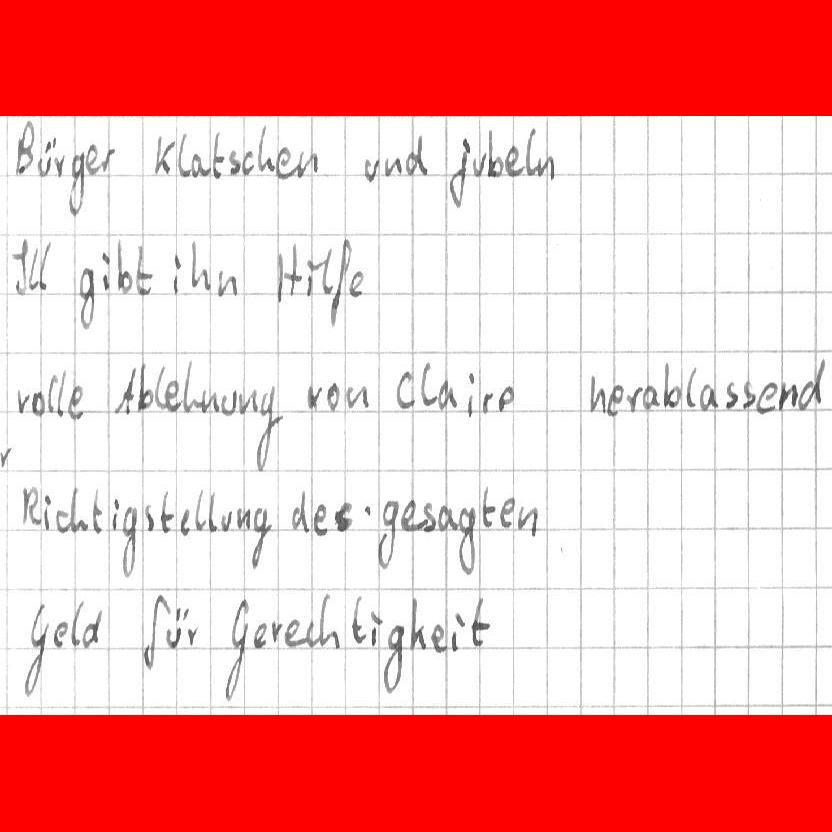 Bürger Klatschen und jubeln
Ill gibt ihn Hilfe
volle Ablehnung von Claire herablassend
Richtigstellung des gesagten
Geld für Gerechtigkeit